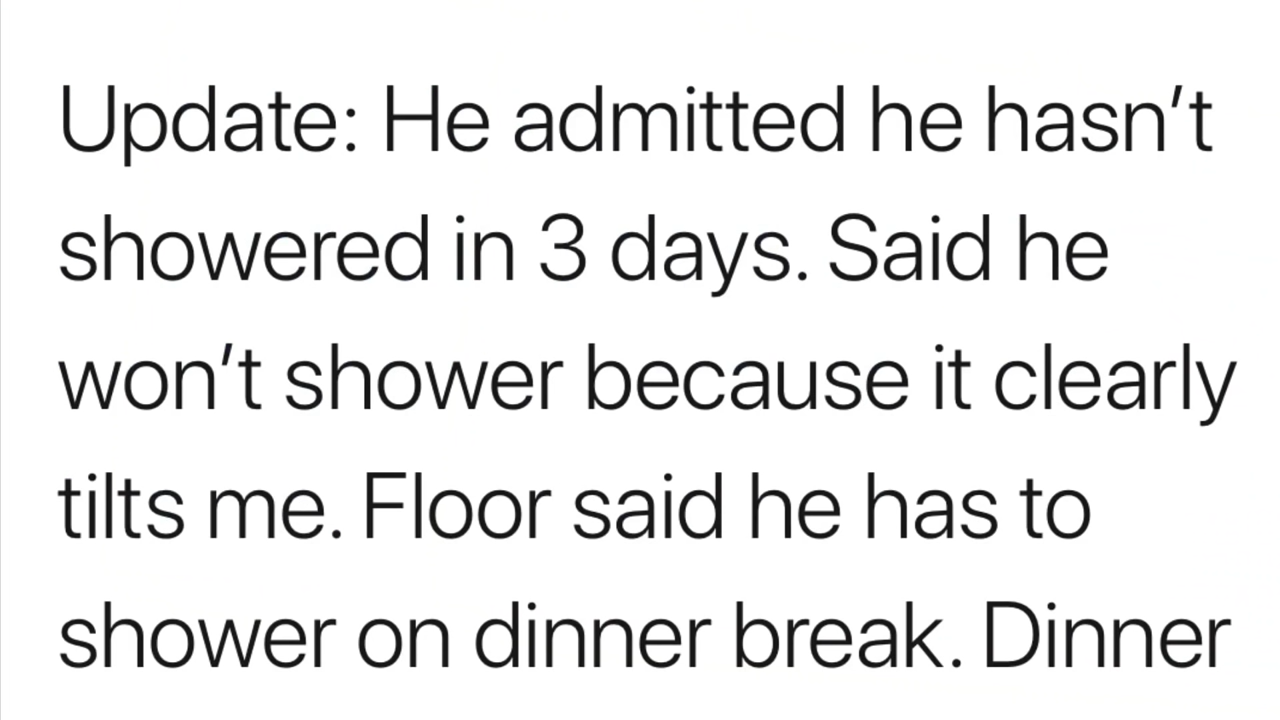 Update: He admitted he hasn’t
showered in 3 days. Said he
won’t shower because it clearly
tilts me. Floor said he has to
shower on dinner break. Dinner